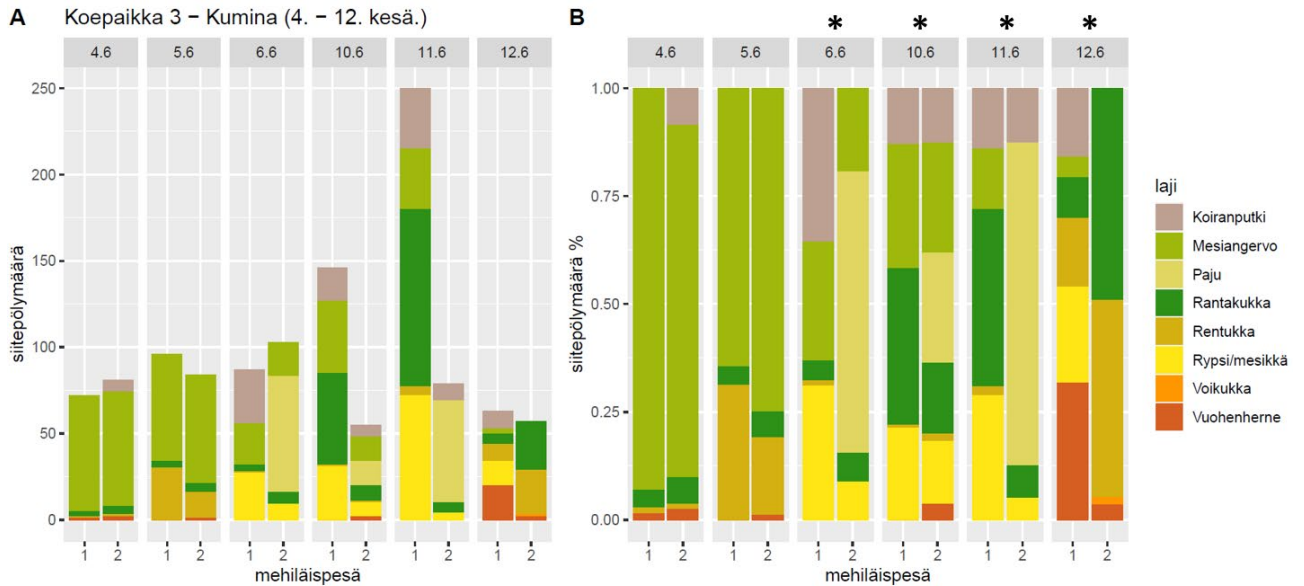 A Koepaikka 3 – Kumina (4. – 12. kesä.)
4.6 5.6 6.6 10.6 11.6 12.6
250
200
150
100
50
0
siitepölymäärä
1 2 1 2 1 2 1 2 1 2 1 2
mehiläispesä
B * * * *
4.6 5.6 6.6 10.6 11.6 12.6
1.00
0.75
0.50
0.25
0.00
siitepölymäärä %
1 2 1 2 1 2 1 2 1 2 1 2
mehiläispesä
laji
Koiranputki
Mesiangervo
Paju
Rantakukka
Rentukka
Rypsi/mesikkä
Voikukka
Vuohenherne